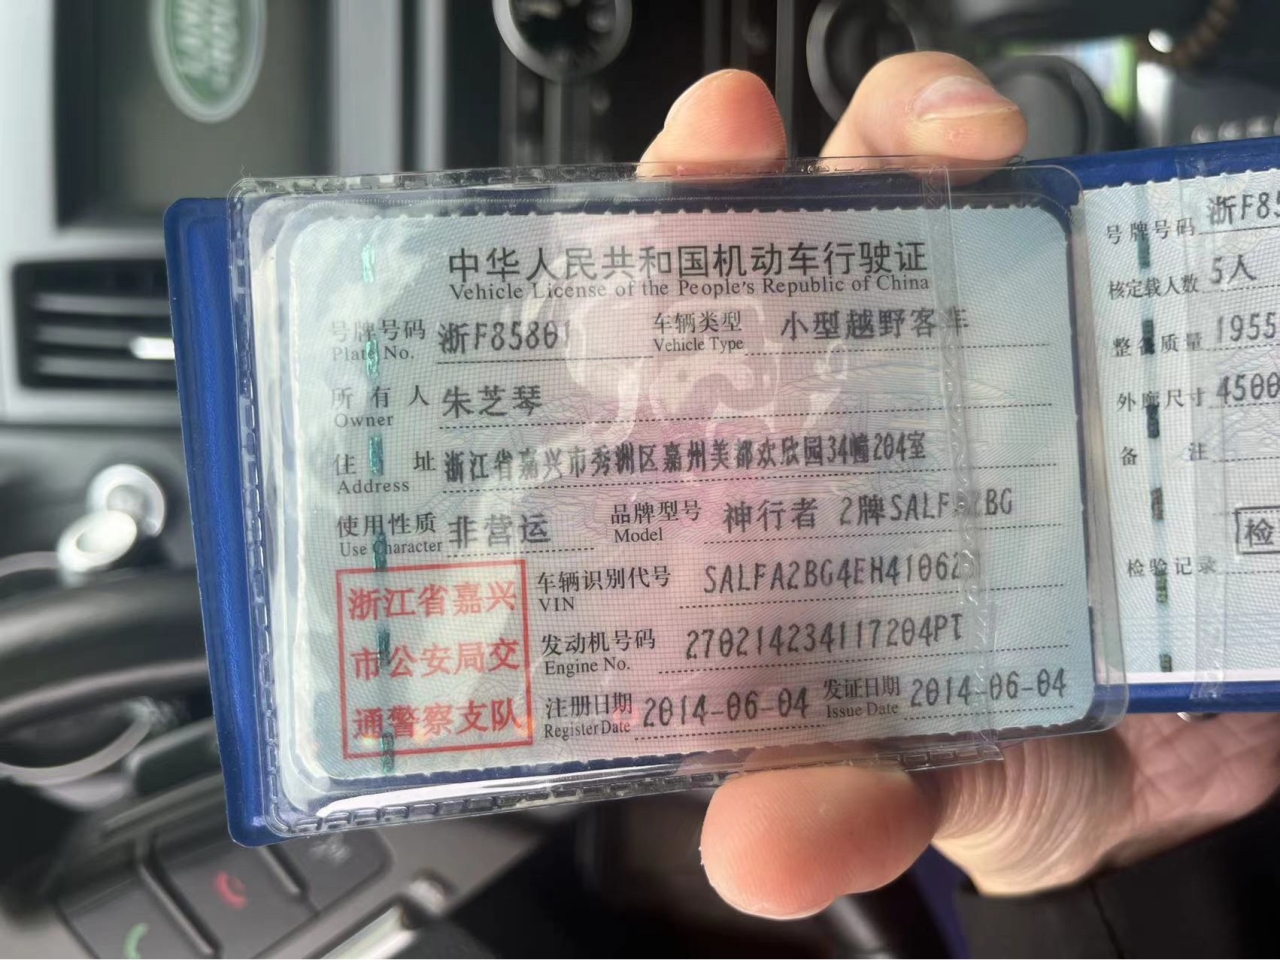 中华人民共和国机动车行驶证
Vehicle License of the People's Republic of China
号牌号码 浙F85801 车辆类型 小型越野客车
Plate No. Vehicle Type
所有人 朱芝琴
Owner
住址 浙江省嘉兴市秀洲区嘉州美都欢欣园34幢204室
Address
使用性质 非营运 品牌型号 神行者 2牌SALFA2BG
Use Character Model
浙江省嘉兴
市公安局交
通警察支队
车辆识别代号 SALFA2BG4EH41062
VIN
发动机号码 270214234117204PT
Engine No.
注册日期 2014-06-04 发证日期 2014-06-04
Register Date Issue Date
号牌号码 浙F85
核定载人数 5人
整备质量 1955
外廓尺寸 4500
备注
检
检验记录